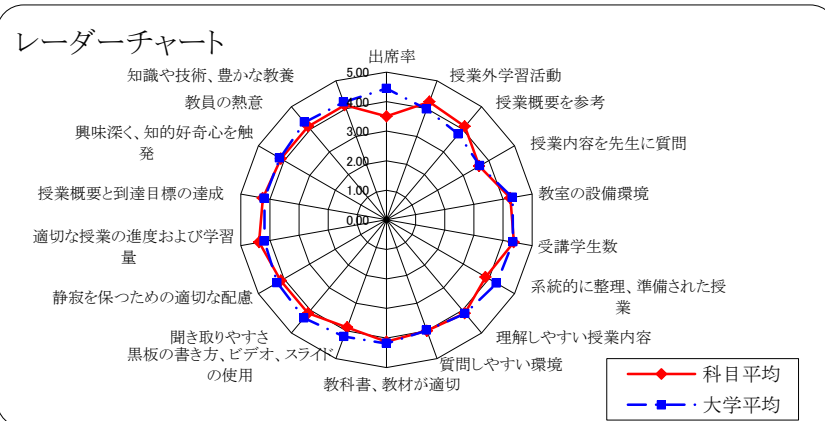 レーダーチャート
出席率
5.00
4.00
3.00
2.00
1.00
0.00
授業外学習活動
授業概要を参考
授業内容を先生に質問
教室の設備環境
受講学生数
系統的に整理、準備された授
業
理解しやすい授業内容
質問しやすい環境
教科書、教材が適切
黒板の書き方、ビデオ、スライド
の使用
聞き取りやすさ
静寂を保つための適切な配慮
適切な授業の進度および学習
量
授業概要と到達目標の達成
興味深く、知的好奇心を触
発
教員の熱意
知識や技術、豊かな教養
科目平均
大学平均